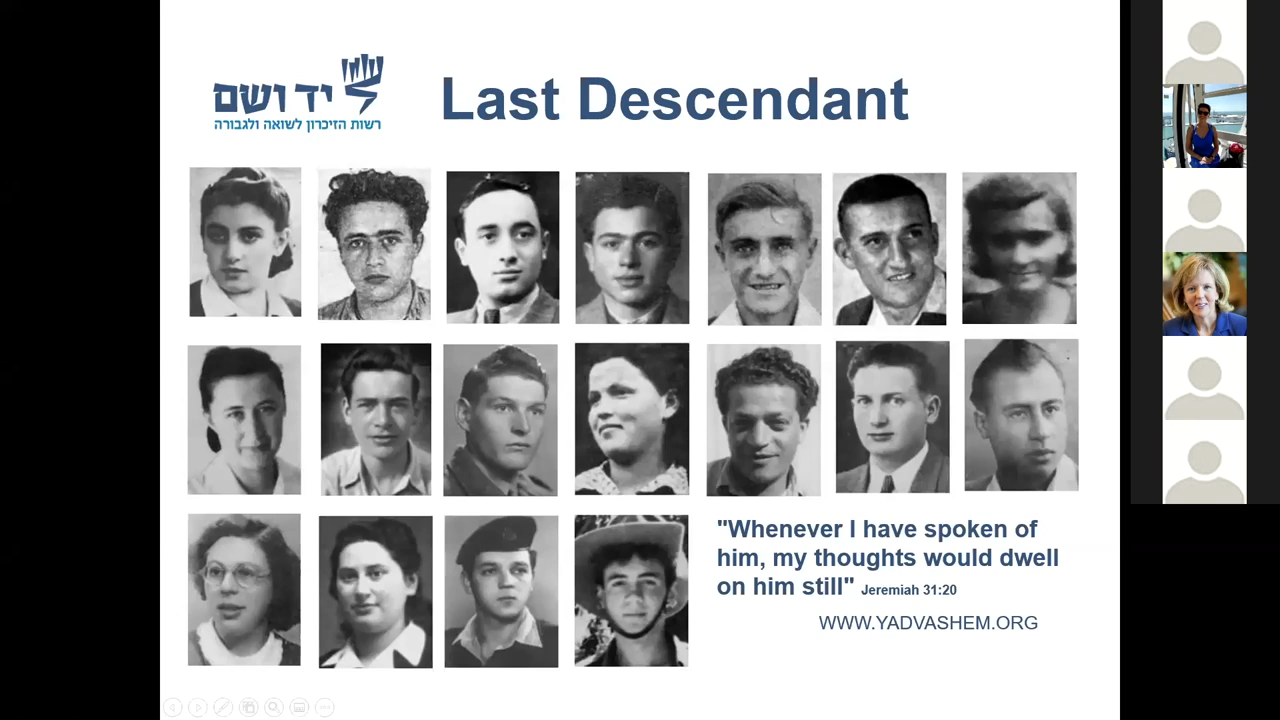 יד ושם
רשות הזיכרון לשואה ולגבורה
Last Descendant
"Whenever I have spoken of
him, my thoughts would dwell
on him still" Jeremiah 31:20
WWW.YADVASHEM.ORG